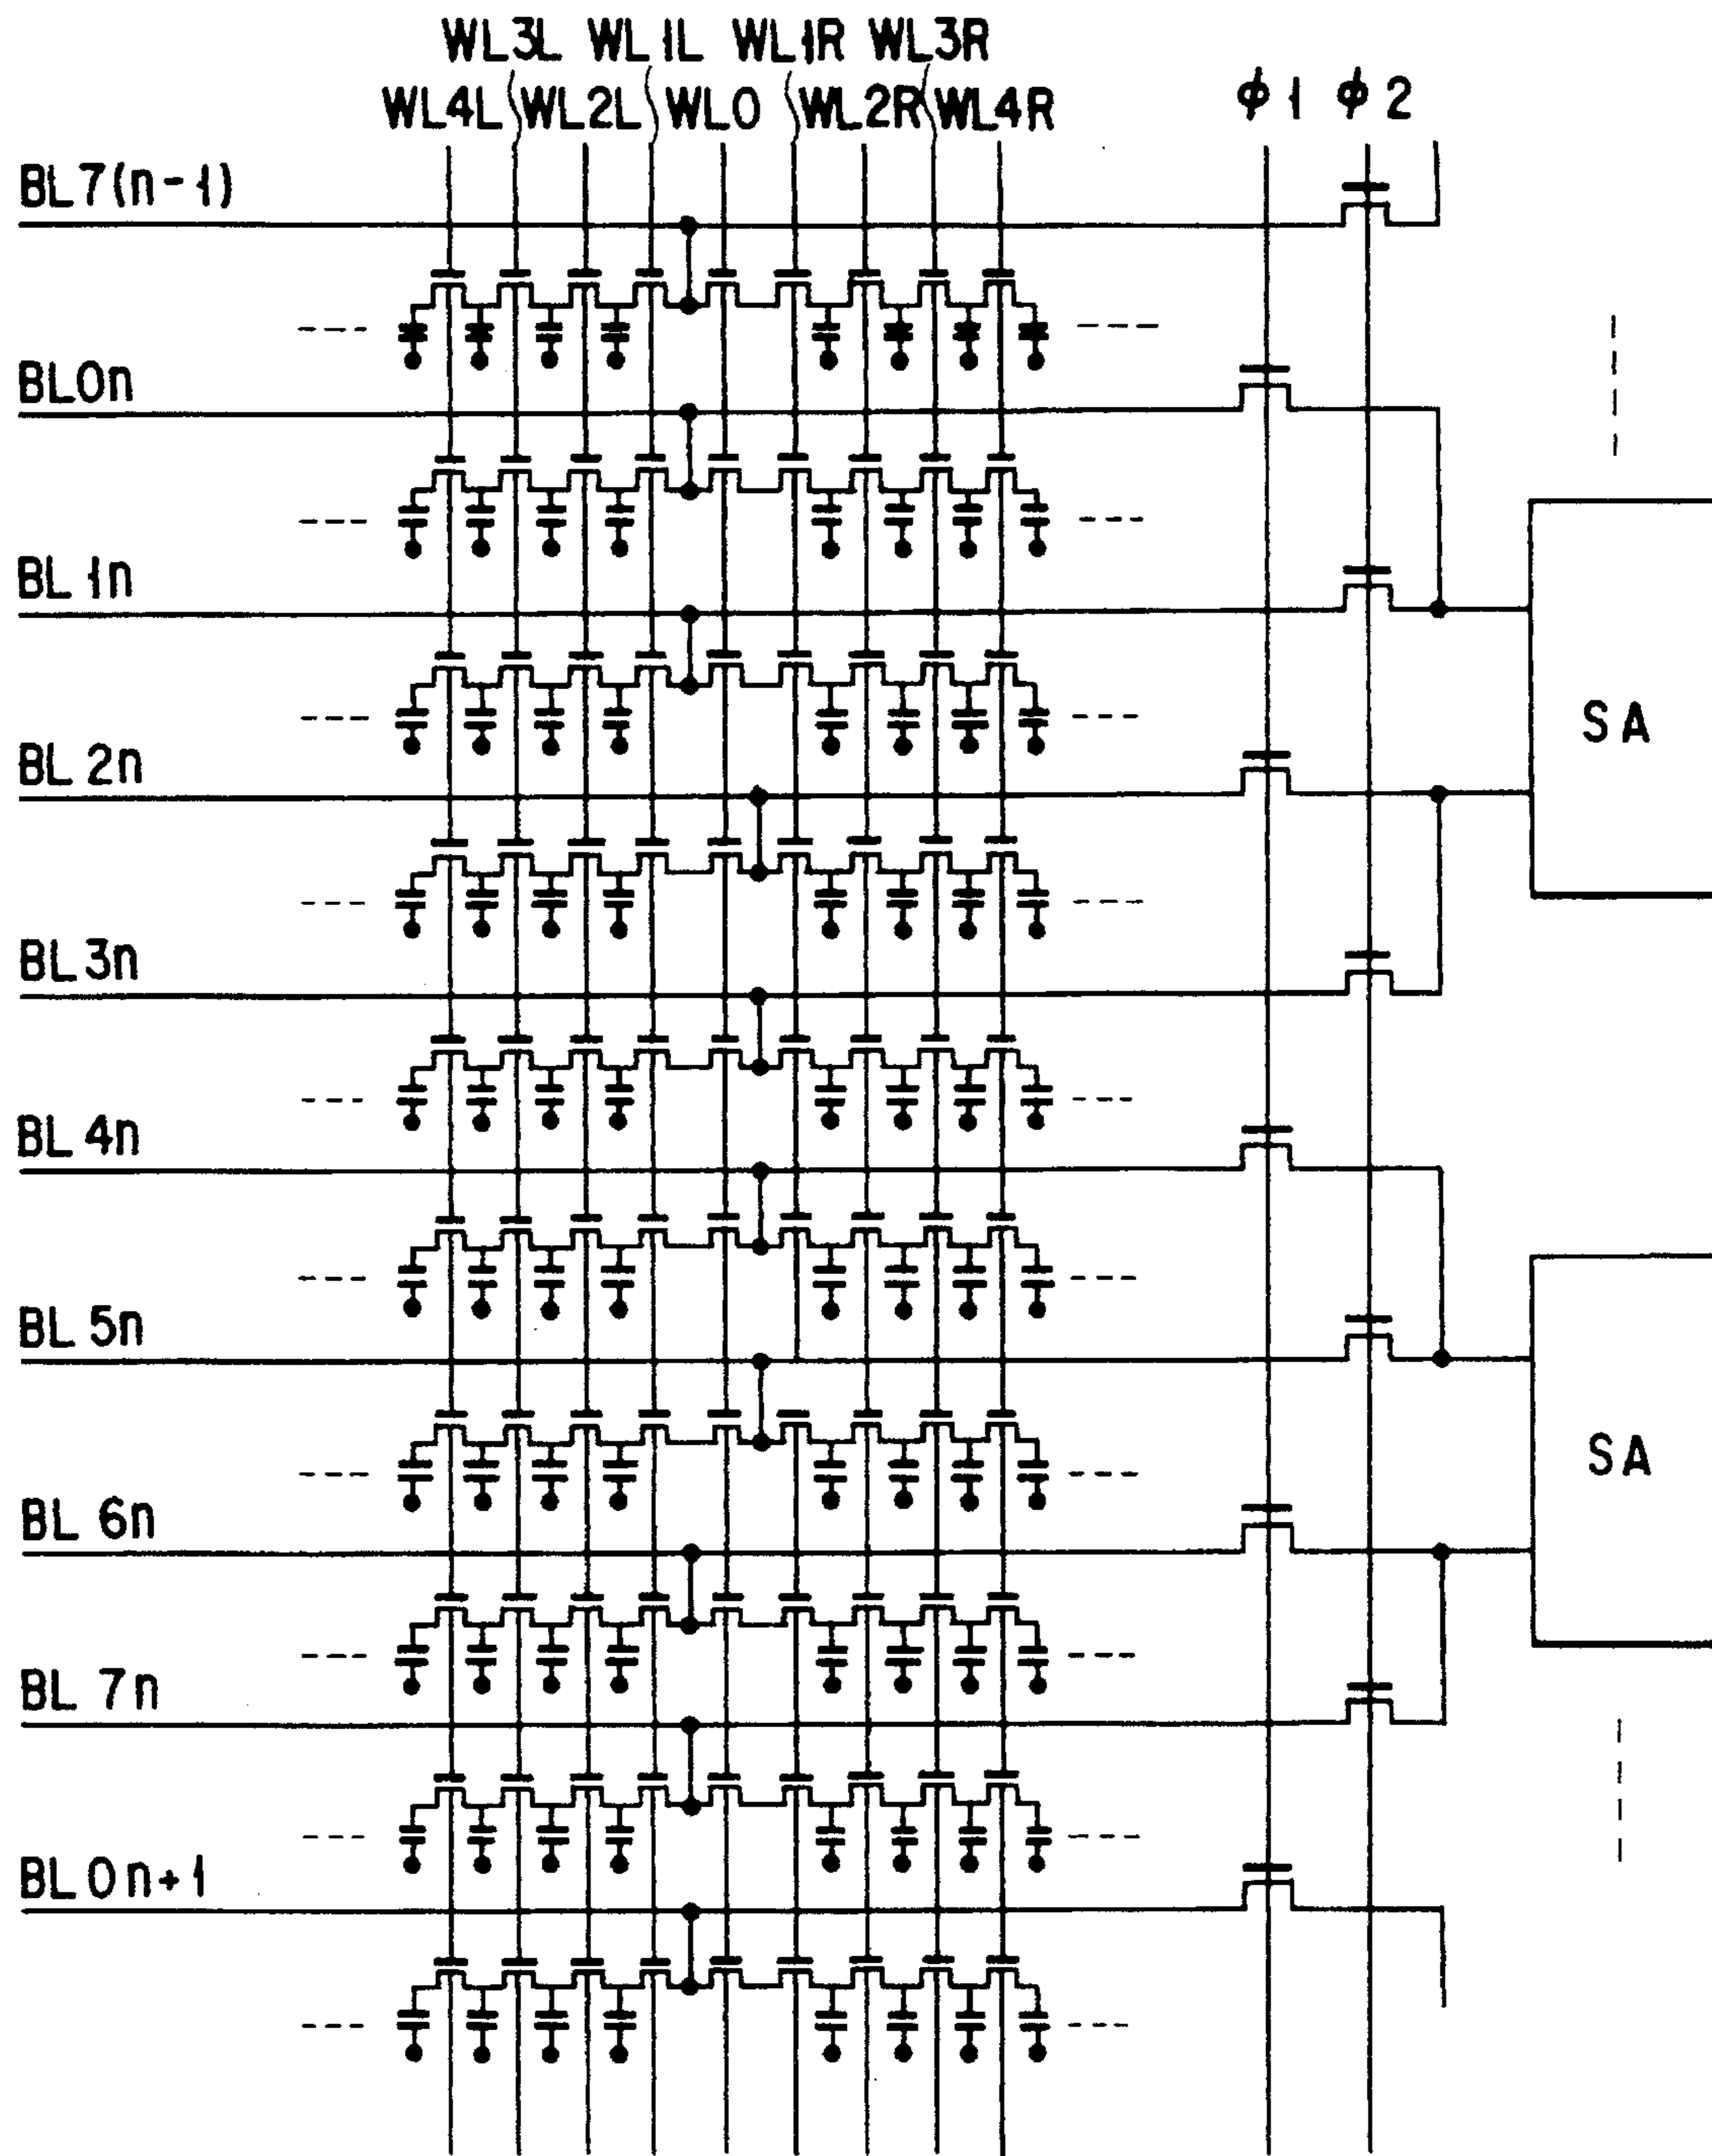 WL3L WL1L WL1R WL3R
WL4L WL2L WL0 WL2R WL4R
φ1 φ2
BL7(n-1)
BL0n
BL1n
SA
BL2n
BL3n
BL4n
BL5n
SA
BL6n
BL7n
BL0n+1